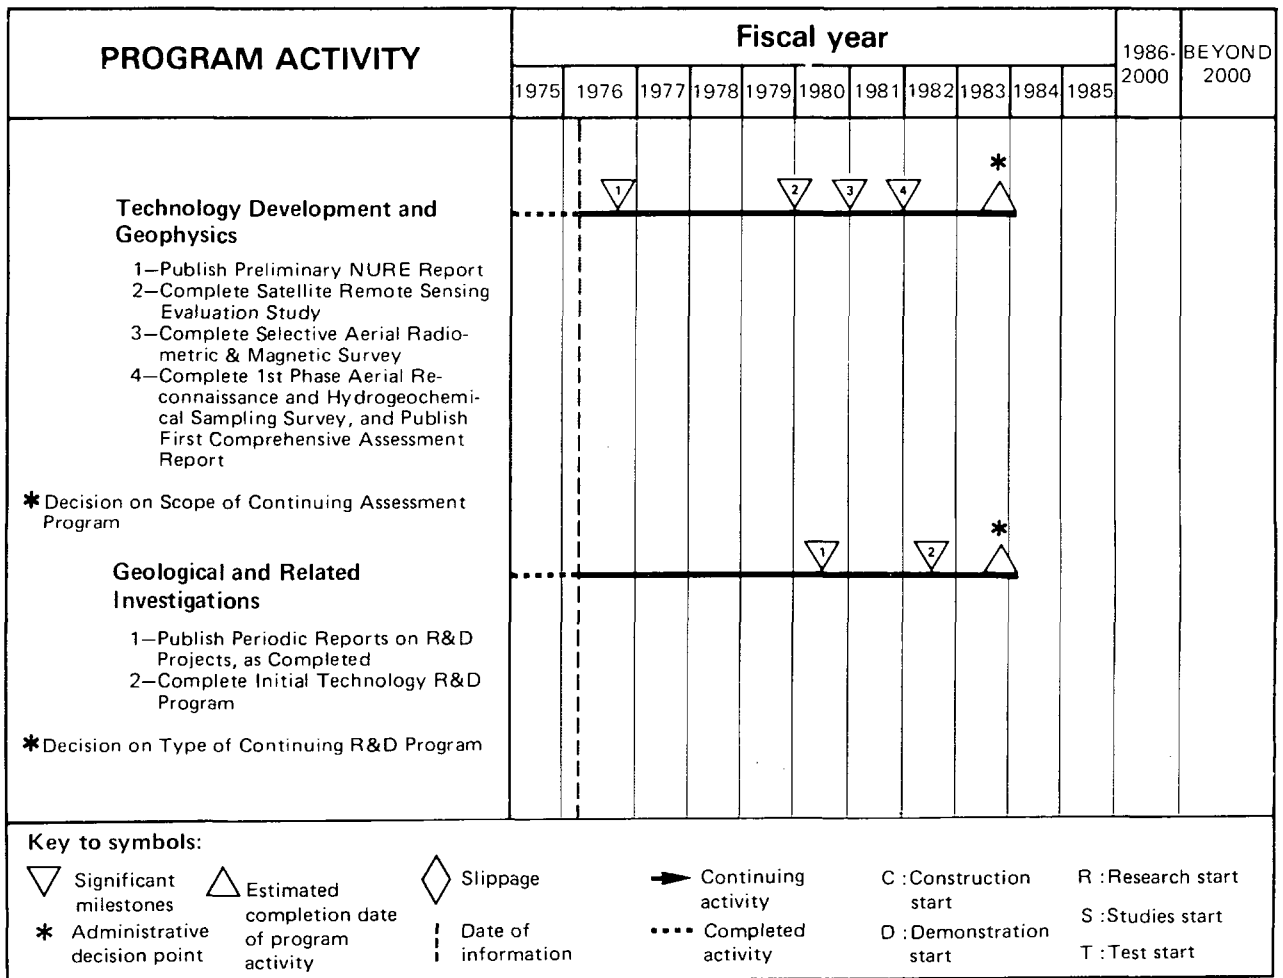 PROGRAM ACTIVITY
Fiscal year
1975 1976 1977 1978 1979 1980 1981 1982 1983 1984 1985
1986-
2000
BEYOND
2000
*
1 2 3 4
Technology Development and
Geophysics
1—Publish Preliminary NURE Report
2—Complete Satellite Remote Sensing
Evaluation Study
3—Complete Selective Aerial Radio-
metric & Magnetic Survey
4—Complete 1st Phase Aerial Re-
connaissance and Hydrogeochemi-
cal Sampling Survey, and Publish
First Comprehensive Assessment
Report
* Decision on Scope of Continuing Assessment
Program
*
1 2
Geological and Related
Investigations
1—Publish Periodic Reports on R&D
Projects, as Completed
2—Complete Initial Technology R&D
Program
* Decision on Type of Continuing R&D Program
Key to symbols:
Significant
milestones
* Administrative
decision point
Estimated
completion date
of program
activity
Slippage
Date of
information
Continuing
activity
Completed
activity
C : Construction
start
D : Demonstration
start
R : Research start
S : Studies start
T : Test start